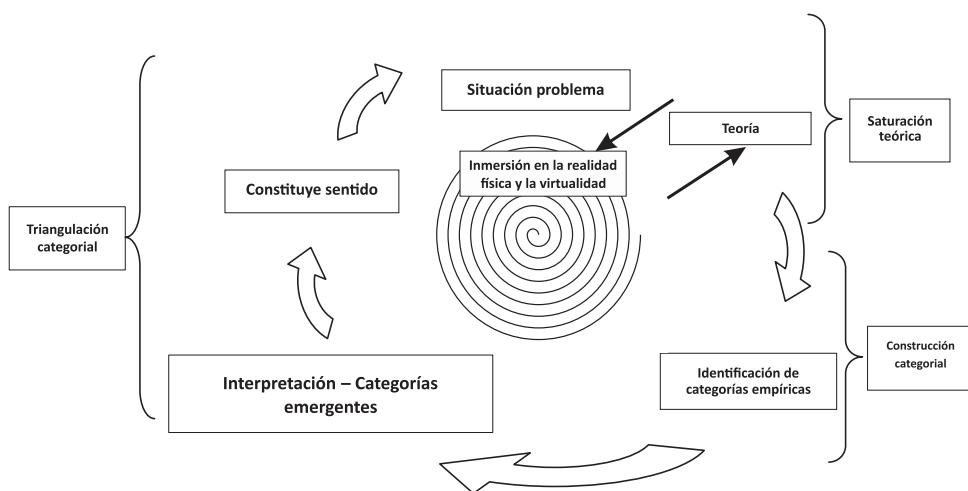 Situación problema
Teoría
Saturación
teórica
Inmersión en la realidad
física y la virtualidad
Constituye sentido
Triangulación
categorial
Construcción
categorial
Identificación de
categorías empíricas
Interpretación – Categorías
emergentes